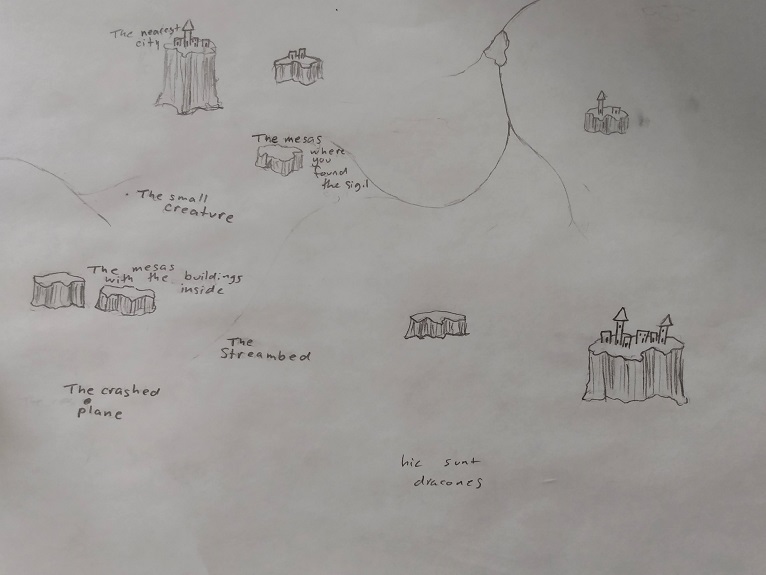 The nearest
city
The mesas
where
you
found
the sigil
The small
creature
The mesas
with the buildings
inside
The
Streambed
The crashed
plane
hic sunt
dracones